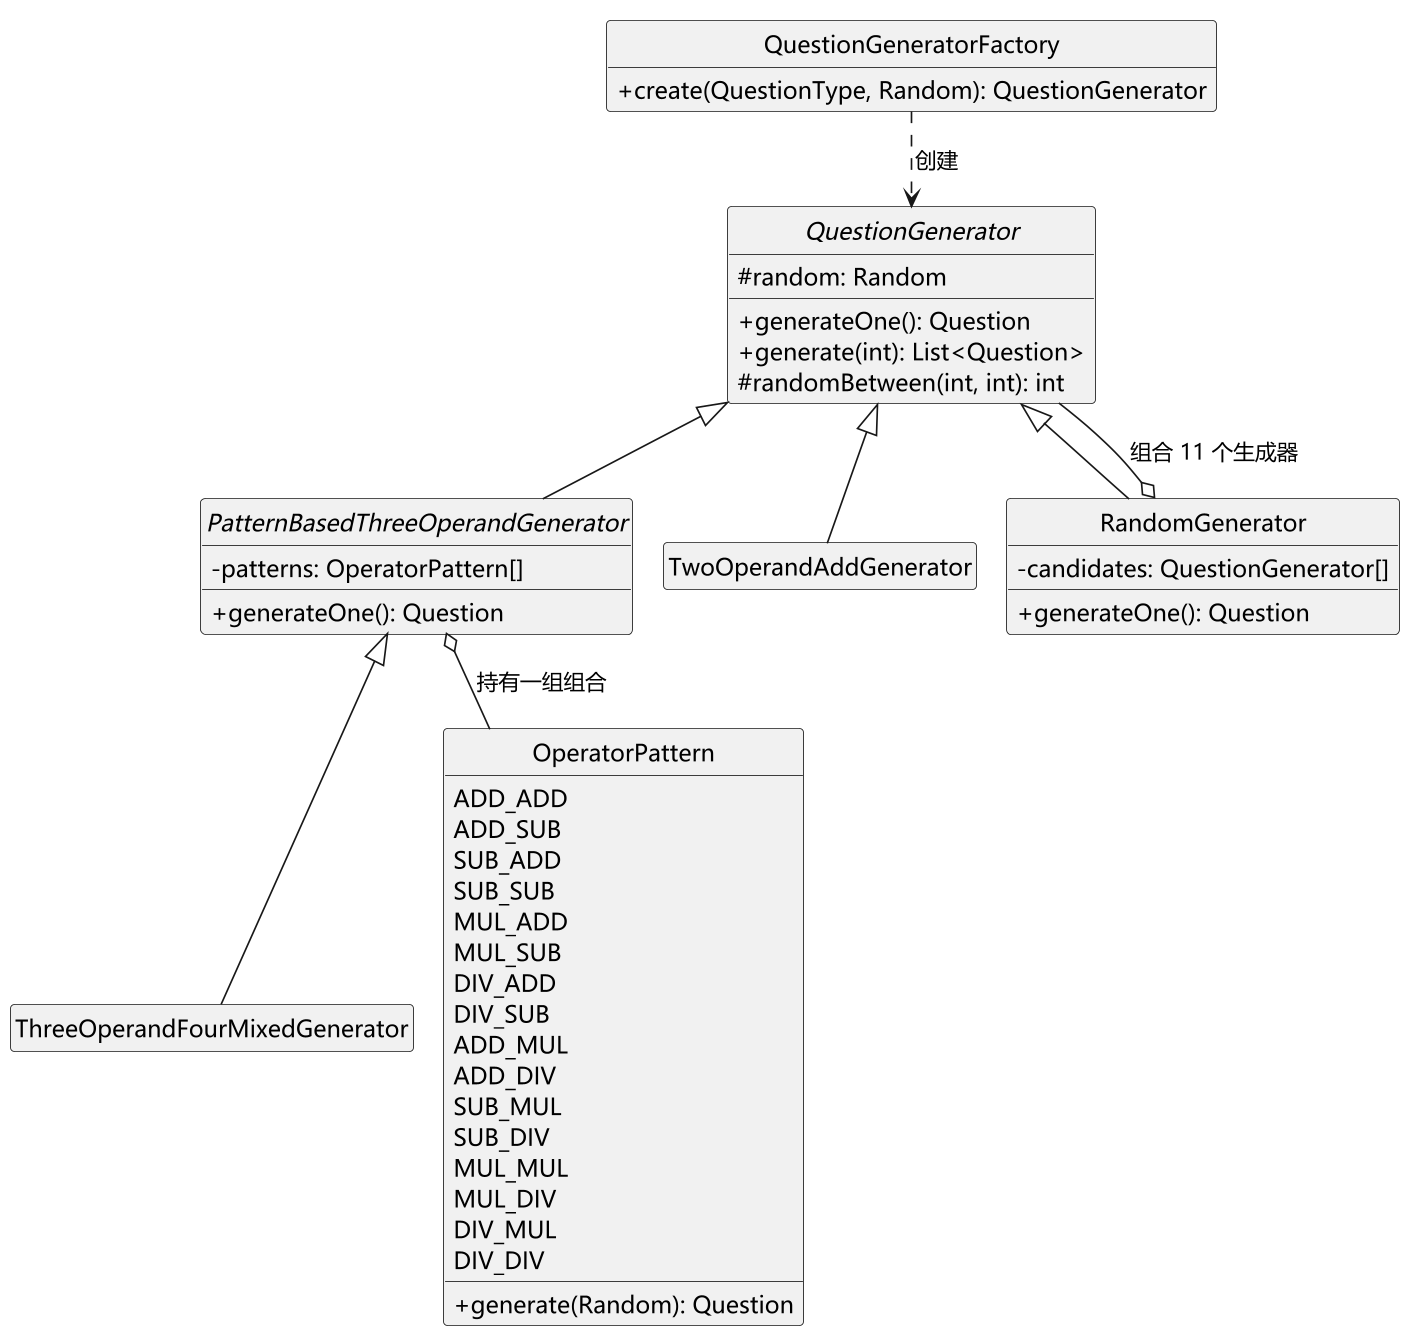 QuestionGeneratorFactory
+create(QuestionType, Random): QuestionGenerator
创建
QuestionGenerator
#random: Random
+generateOne(): Question
+generate(int): List<Question>
#randomBetween(int, int): int
组合 11 个生成器
PatternBasedThreeOperandGenerator
-patterns: OperatorPattern[]
+generateOne(): Question
TwoOperandAddGenerator
RandomGenerator
-candidates: QuestionGenerator[]
+generateOne(): Question
持有一组组合
OperatorPattern
ADD_ADD
ADD_SUB
SUB_ADD
SUB_SUB
MUL_ADD
MUL_SUB
DIV_ADD
DIV_SUB
ADD_MUL
ADD_DIV
SUB_MUL
SUB_DIV
MUL_MUL
MUL_DIV
DIV_MUL
DIV_DIV
+generate(Random): Question
ThreeOperandFourMixedGenerator